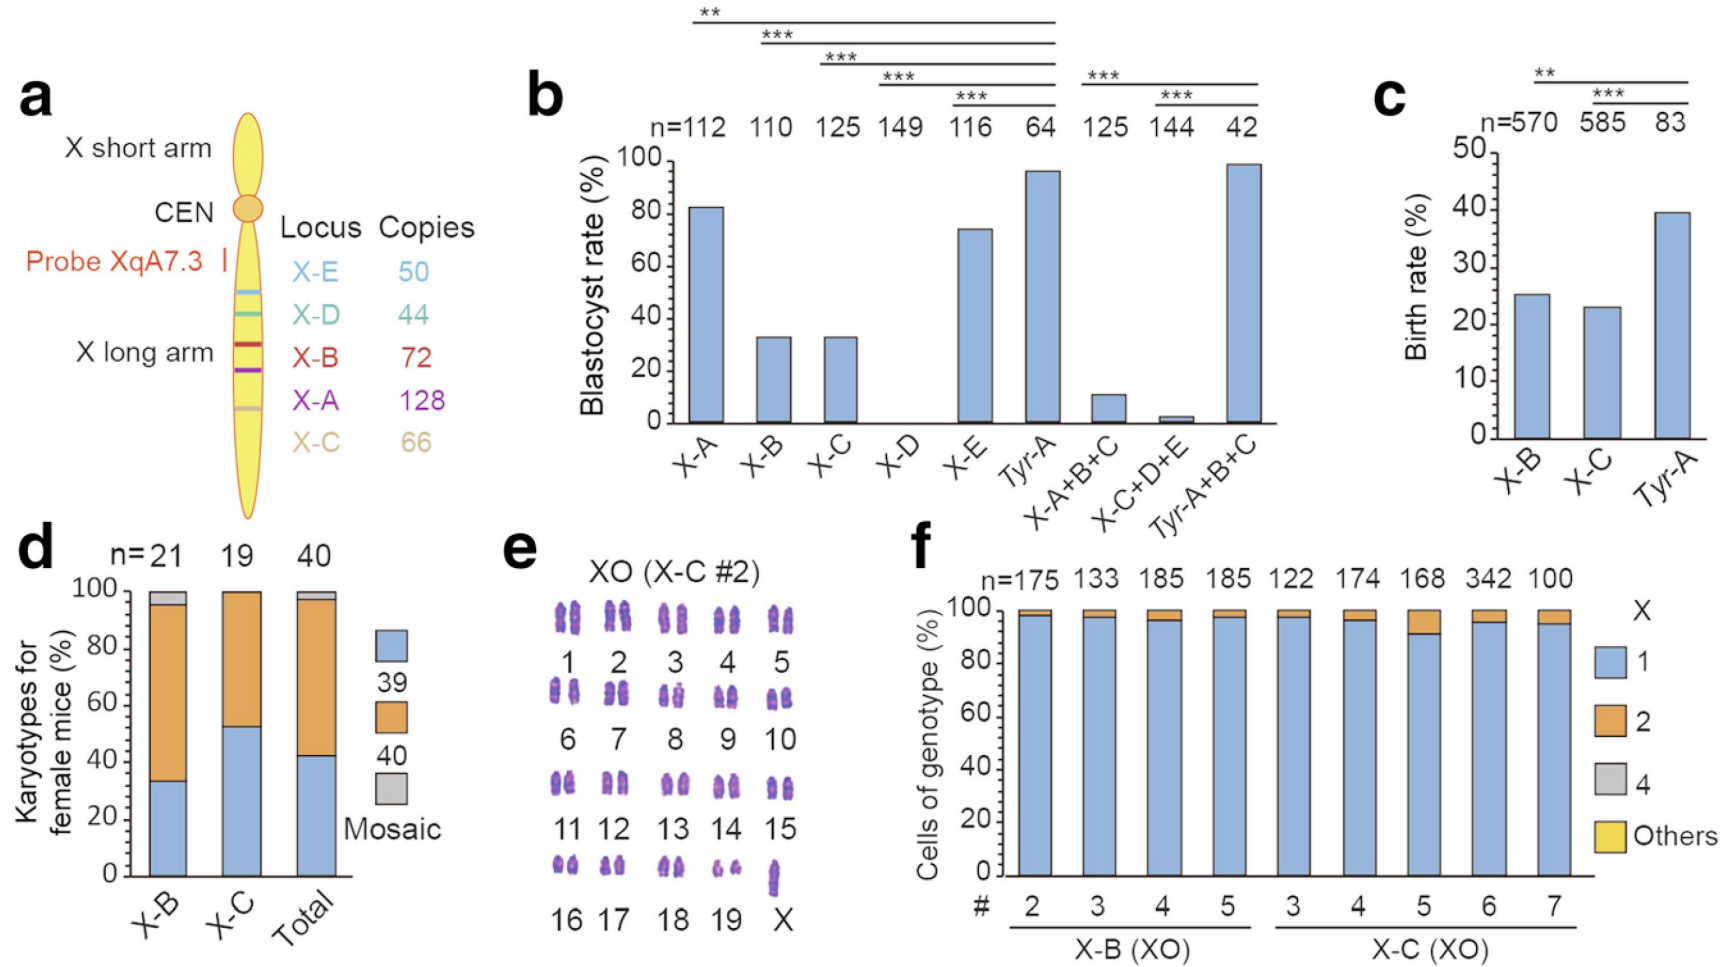 a
X short arm
CEN
Probe XqA7.3
X long arm
Locus Copies
X-E 50
X-D 44
X-B 72
X-A 128
X-C 66
b
**
***
***
***
***
***
***
n=112 110 125 149 116 64 125 144 42
Blastocyst rate (%)
100
80
60
40
20
0
X-A X-B X-C X-D X-E Tyr-A X-A+B+C X-C+D+E Tyr-A+B+C
c
**
***
n=570 585 83
Birth rate (%)
50
40
30
20
10
0
X-B X-C Tyr-A
d
n=21 19 40
Karyotypes for
female mice (%)
100
80
60
40
20
0
X-B X-C Total
39
40
Mosaic
e
XO (X-C #2)
1 2 3 4 5
6 7 8 9 10
11 12 13 14 15
16 17 18 19 X
f
n=175 133 185 185 122 174 168 342 100
Cells of genotype (%)
100
80
60
40
20
0
# 2 3 4 5 3 4 5 6 7
X-B (XO) X-C (XO)
X
1
2
4
Others